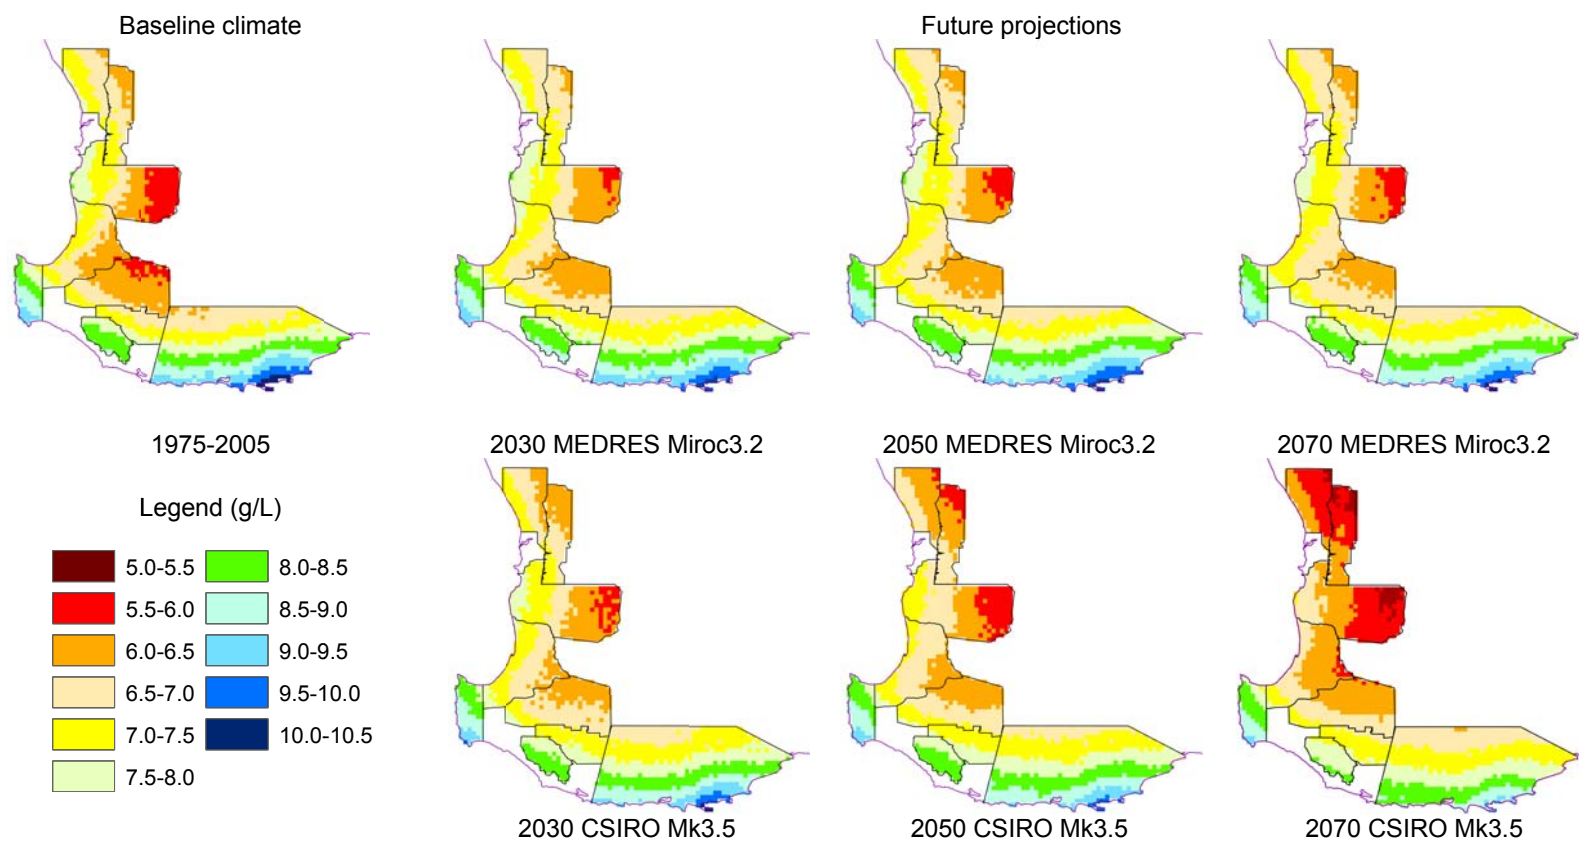 Baseline climate
Future projections
1975-2005
2030 MEDRES Miroc3.2
2050 MEDRES Miroc3.2
2070 MEDRES Miroc3.2
Legend (g/L)
5.0-5.5
8.0-8.5
5.5-6.0
8.5-9.0
6.0-6.5
9.0-9.5
6.5-7.0
9.5-10.0
7.0-7.5
10.0-10.5
7.5-8.0
2030 CSIRO Mk3.5
2050 CSIRO Mk3.5
2070 CSIRO Mk3.5